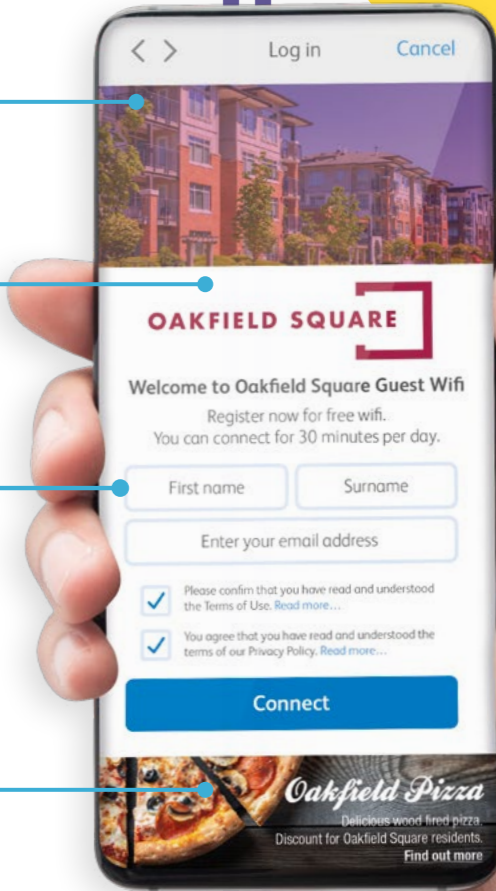 Log in Cancel
OAKFIELD SQUARE
Welcome to Oakfield Square Guest Wifi
Register now for free wifi.
You can connect for 30 minutes per day.
First name Surname
Enter your email address
Please confirm that you have read and understood
the Terms of Use. Read more...
You agree that you have read and understood the
terms of our Privacy Policy. Read more...
Connect
Oakfield Pizza
Delicious wood fired pizza.
Discount for Oakfield Square residents.
Find out more